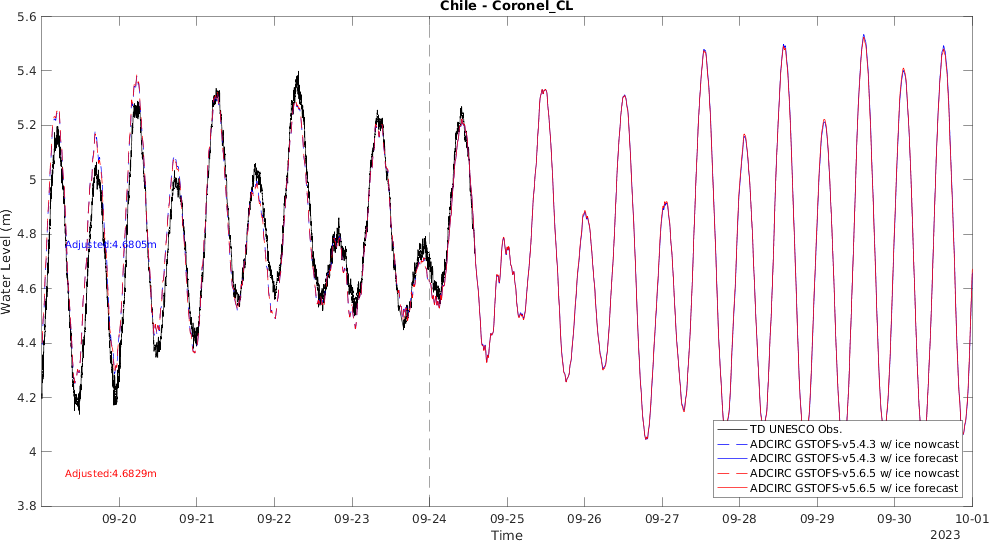 Chile - Coronel_CL
5.6
5.4
5.2
5
4.8
4.6
4.4
4.2
4
3.8
Water Level (m)
Adjusted:4.6805m
Adjusted:4.6829m
TD UNESCO Obs.
ADCIRC GSTOFS-v5.4.3 w/ ice nowcast
ADCIRC GSTOFS-v5.4.3 w/ ice forecast
ADCIRC GSTOFS-v5.6.5 w/ ice nowcast
ADCIRC GSTOFS-v5.6.5 w/ ice forecast
09-20 09-21 09-22 09-23 09-24 09-25 09-26 09-27 09-28 09-29 09-30 10-01
Time
2023